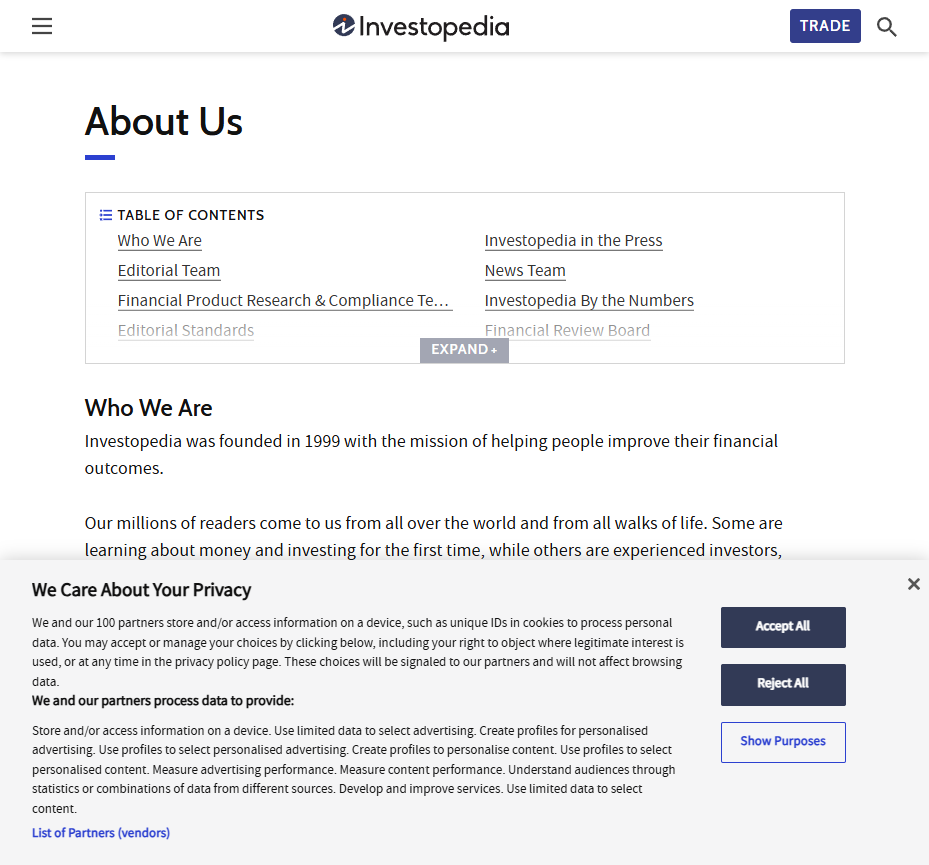 Investopedia
TRADE
About Us
TABLE OF CONTENTS
Who We Are
Investopedia in the Press
Editorial Team
News Team
Financial Product Research & Compliance Te…
Investopedia By the Numbers
Editorial Standards
Financial Review Board
EXPAND +
Who We Are
Investopedia was founded in 1999 with the mission of helping people improve their financial
outcomes.
Our millions of readers come to us from all over the world and from all walks of life. Some are
learning about money and investing for the first time, while others are experienced investors,
We Care About Your Privacy
We and our 100 partners store and/or access information on a device, such as unique IDs in cookies to process personal
data. You may accept or manage your choices by clicking below, including your right to object where legitimate interest is
used, or at any time in the privacy policy page. These choices will be signaled to our partners and will not affect browsing
data.
We and our partners process data to provide:
Store and/or access information on a device. Use limited data to select advertising. Create profiles for personalised
advertising. Use profiles to select personalised advertising. Create profiles to personalise content. Use profiles to select
personalised content. Measure advertising performance. Measure content performance. Understand audiences through
statistics or combinations of data from different sources. Develop and improve services. Use limited data to select
content.
List of Partners (vendors)
Accept All
Reject All
Show Purposes